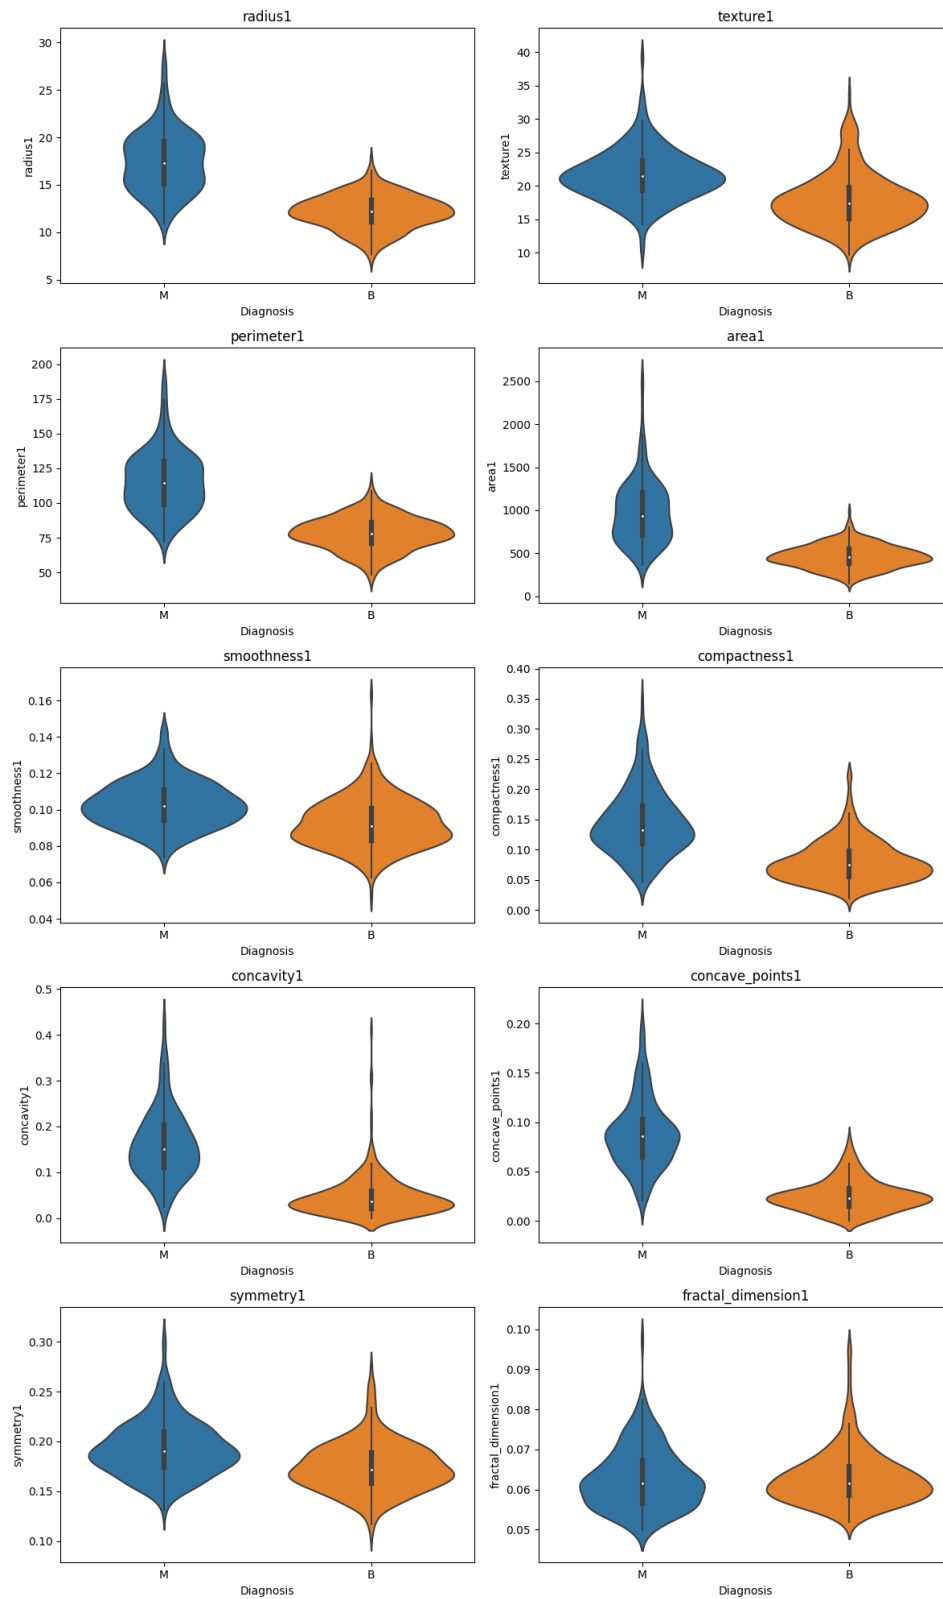 radius1
30
25
20
15
10
5
radius1
M
B
Diagnosis
texture1
40
35
30
25
20
15
10
texture1
M
B
Diagnosis
perimeter1
200
175
150
125
100
75
50
perimeter1
M
B
Diagnosis
area1
2500
2000
1500
1000
500
0
area1
M
B
Diagnosis
smoothness1
0.16
0.14
0.12
0.10
0.08
0.06
0.04
smoothness1
M
B
Diagnosis
compactness1
0.40
0.35
0.30
0.25
0.20
0.15
0.10
0.05
0.00
compactness1
M
B
Diagnosis
concavity1
0.5
0.4
0.3
0.2
0.1
0.0
concavity1
M
B
Diagnosis
concave_points1
0.20
0.15
0.10
0.05
0.00
concave_points1
M
B
Diagnosis
symmetry1
0.30
0.25
0.20
0.15
0.10
symmetry1
M
B
Diagnosis
fractal_dimension1
0.10
0.09
0.08
0.07
0.06
0.05
fractal_dimension1
M
B
Diagnosis